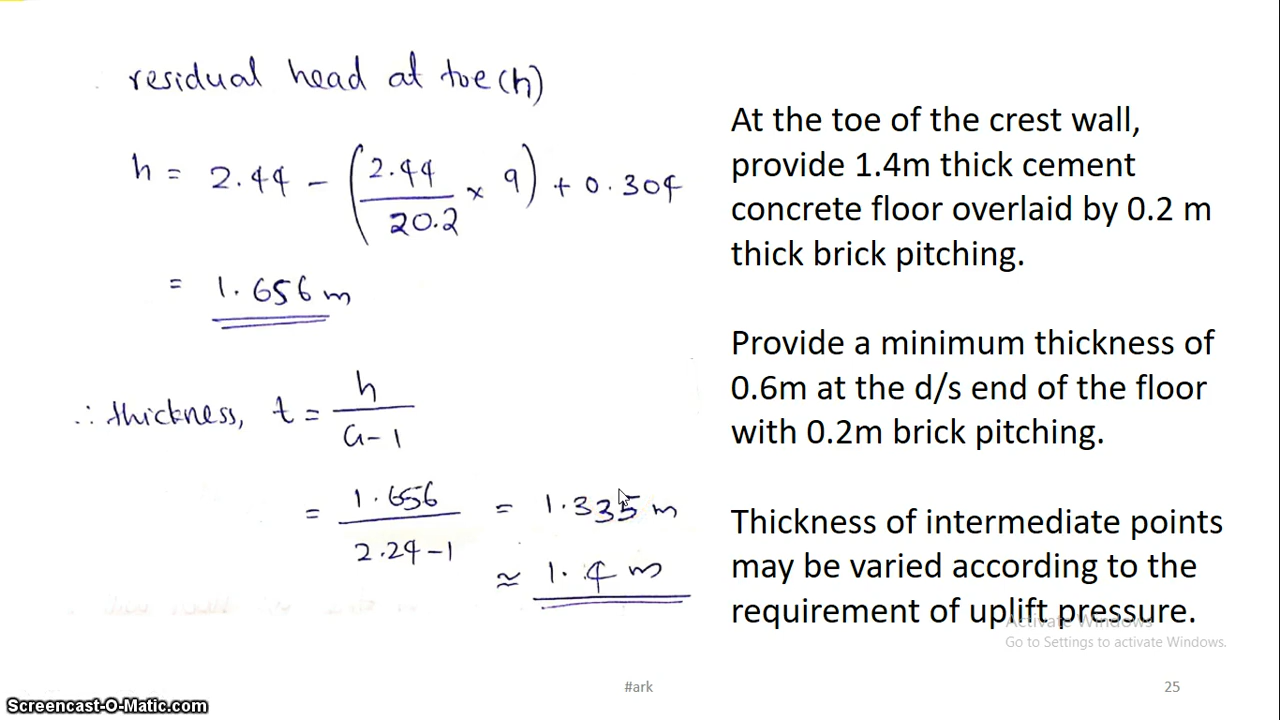 residual head at toe (h)
h = 2.44 - (2.44/20.2 × 9) + 0.304
= 1.656 m
∴ thickness, t = h/G-1
= 1.656/2.24-1 = 1.335 m
≈ 1.4 m
At the toe of the crest wall,
provide 1.4m thick cement
concrete floor overlaid by 0.2 m
thick brick pitching.
Provide a minimum thickness of
0.6m at the d/s end of the floor
with 0.2m brick pitching.
Thickness of intermediate points
may be varied according to the
requirement of uplift pressure.
Activate Windows
Go to Settings to activate Windows.
#ark
25
Screencast-O-Matic.com